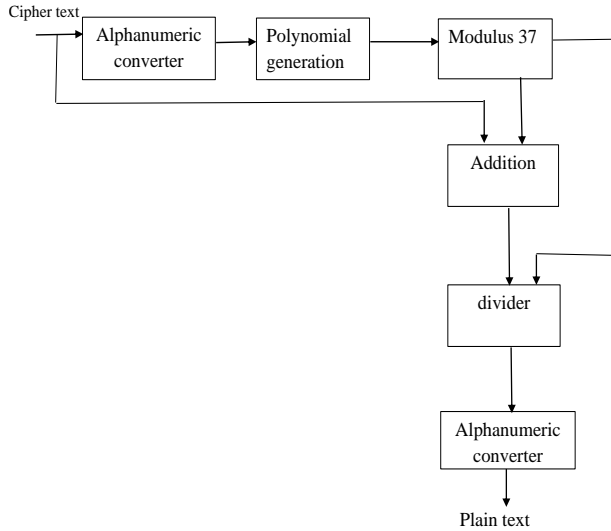 Cipher text
Alphanumeric
converter
Polynomial
generation
Modulus 37
Addition
divider
Alphanumeric
converter
Plain text